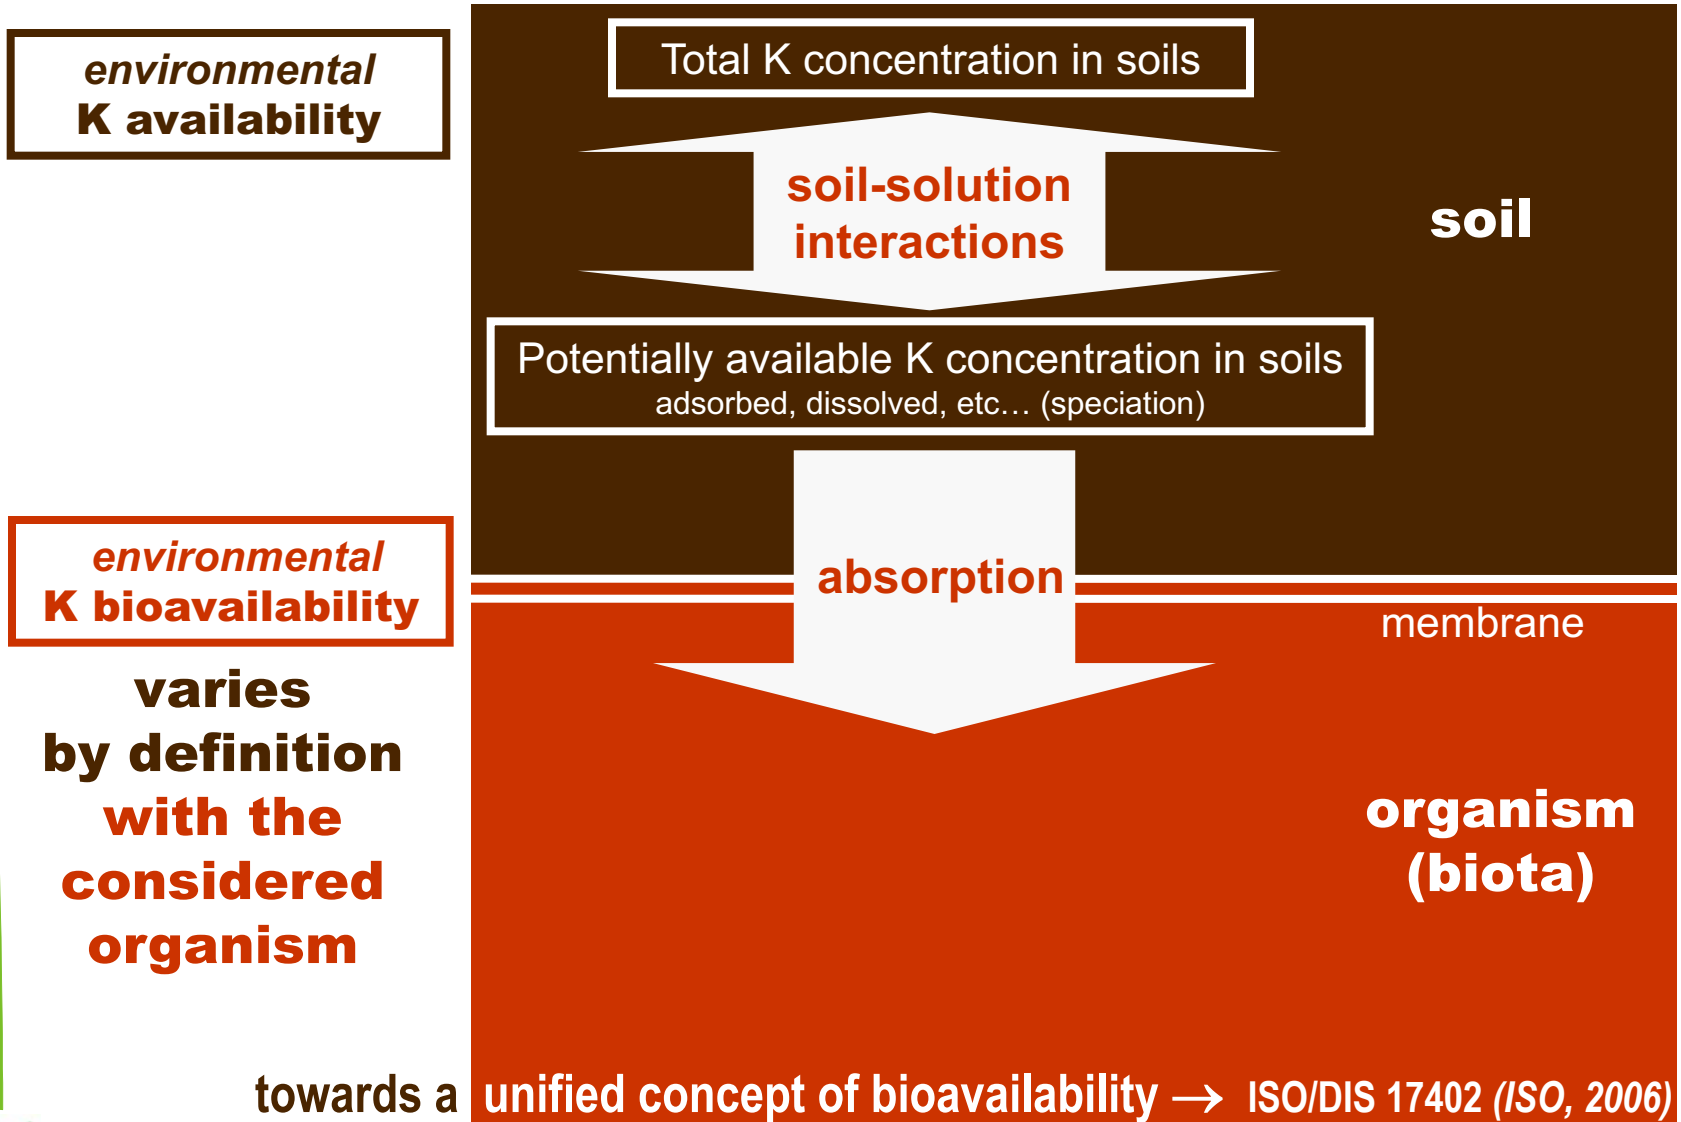 environmental
K availability
Total K concentration in soils
soil-solution
interactions
soil
Potentially available K concentration in soils
adsorbed, dissolved, etc… (speciation)
environmental
K bioavailability
absorption
membrane
varies
by definition
with the
considered
organism
organism
(biota)
towards a unified concept of bioavailability → ISO/DIS 17402 (ISO, 2006)